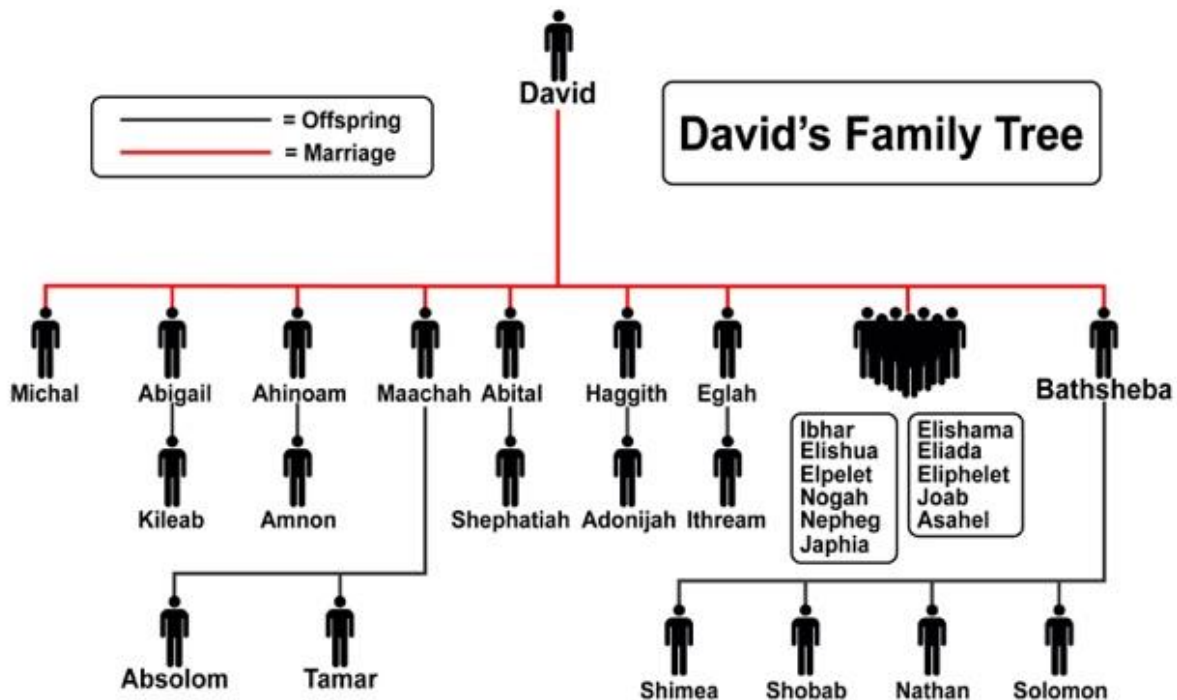 David
= Offspring
= Marriage
David's Family Tree
Michal
Abigail
Ahinoam
Maachah
Abital
Haggith
Eglah
Bathsheba
Ibhar
Elishua
Elpelet
Nogah
Nepheg
Japhia
Elishama
Eliada
Eliphelet
Joab
Asahel
Kileab
Amnon
Shephatiah
Adonijah
Ithream
Absolom
Tamar
Shimea
Shobab
Nathan
Solomon